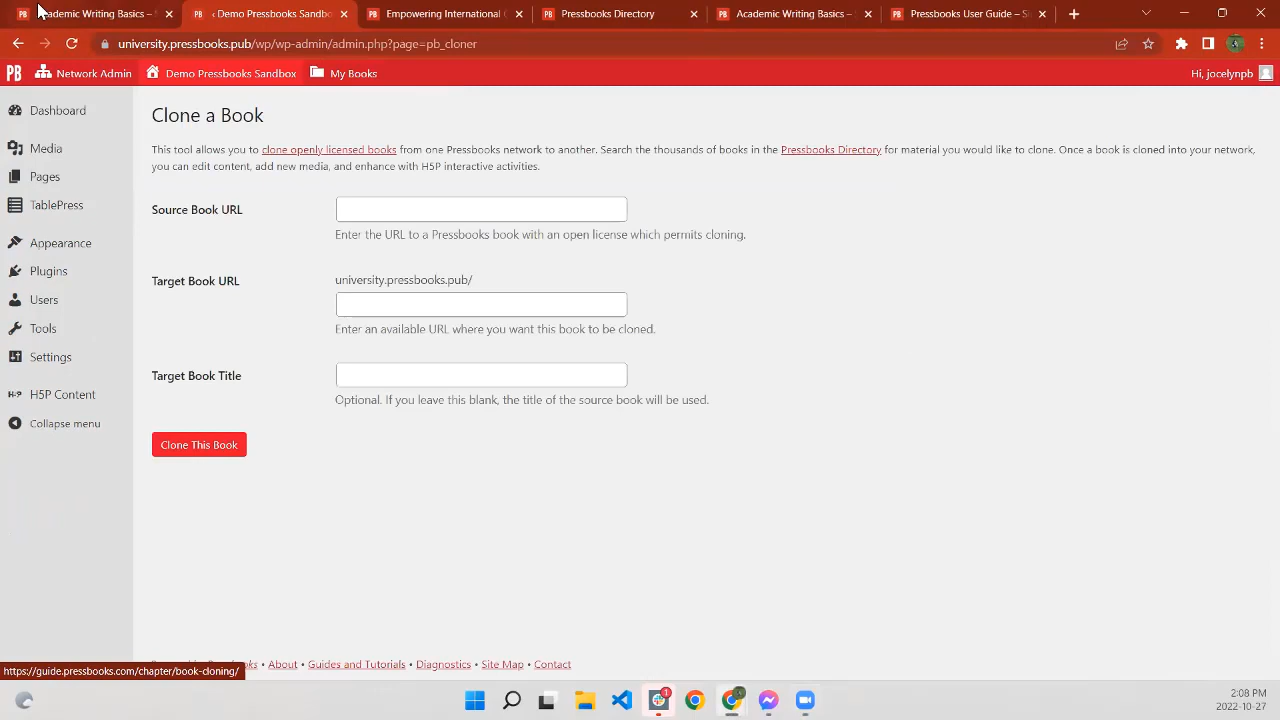 PB Academic Writing Basics –
PB ‹ Demo Pressbooks Sandbo
PB Empowering International
PB Pressbooks Directory
PB Academic Writing Basics –
PB Pressbooks User Guide –
university.pressbooks.pub/wp/wp-admin/admin.php?page=pb_cloner
PB Network Admin Demo Pressbooks Sandbox My Books Hi, jocelynpb
Dashboard
Media
Pages
TablePress
Appearance
Plugins
Users
Tools
Settings
H-P H5P Content
Collapse menu
Clone a Book
This tool allows you to clone openly licensed books from one Pressbooks network to another. Search the thousands of books in the Pressbooks Directory for material you would like to clone. Once a book is cloned into your network,
you can edit content, add new media, and enhance with H5P interactive activities.
Source Book URL
Enter the URL to a Pressbooks book with an open license which permits cloning.
Target Book URL
university.pressbooks.pub/
Enter an available URL where you want this book to be cloned.
Target Book Title
Optional. If you leave this blank, the title of the source book will be used.
Clone This Book
• About • Guides and Tutorials • Diagnostics • Site Map • Contact
https://guide.pressbooks.com/chapter/book-cloning/
1
2:08 PM
2022-10-27